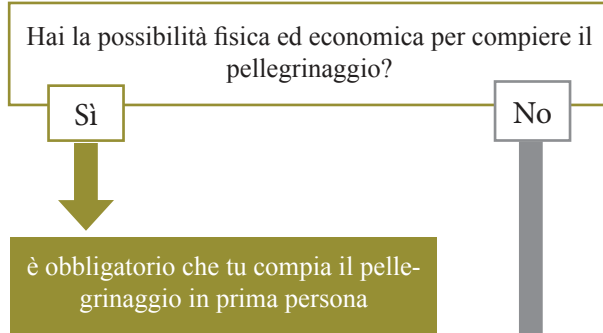 Hai la possibilità fisica ed economica per compiere il
pellegrinaggio?
Sì
No
è obbligatorio che tu compia il pelle-
grinaggio in prima persona